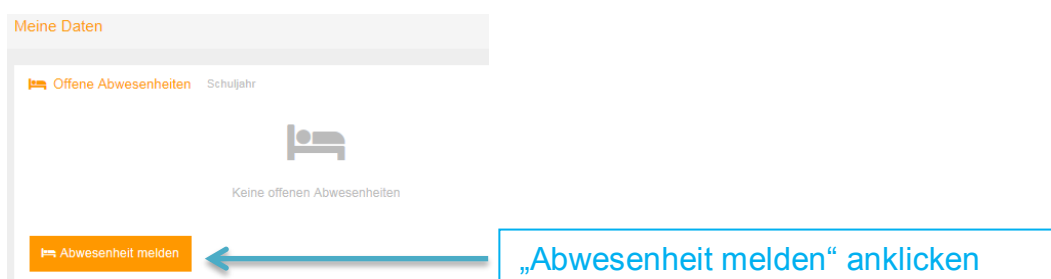 Meine Daten
Offene Abwesenheiten Schuljahr
Keine offenen Abwesenheiten
Abwesenheit melden
„Abwesenheit melden“ anklicken